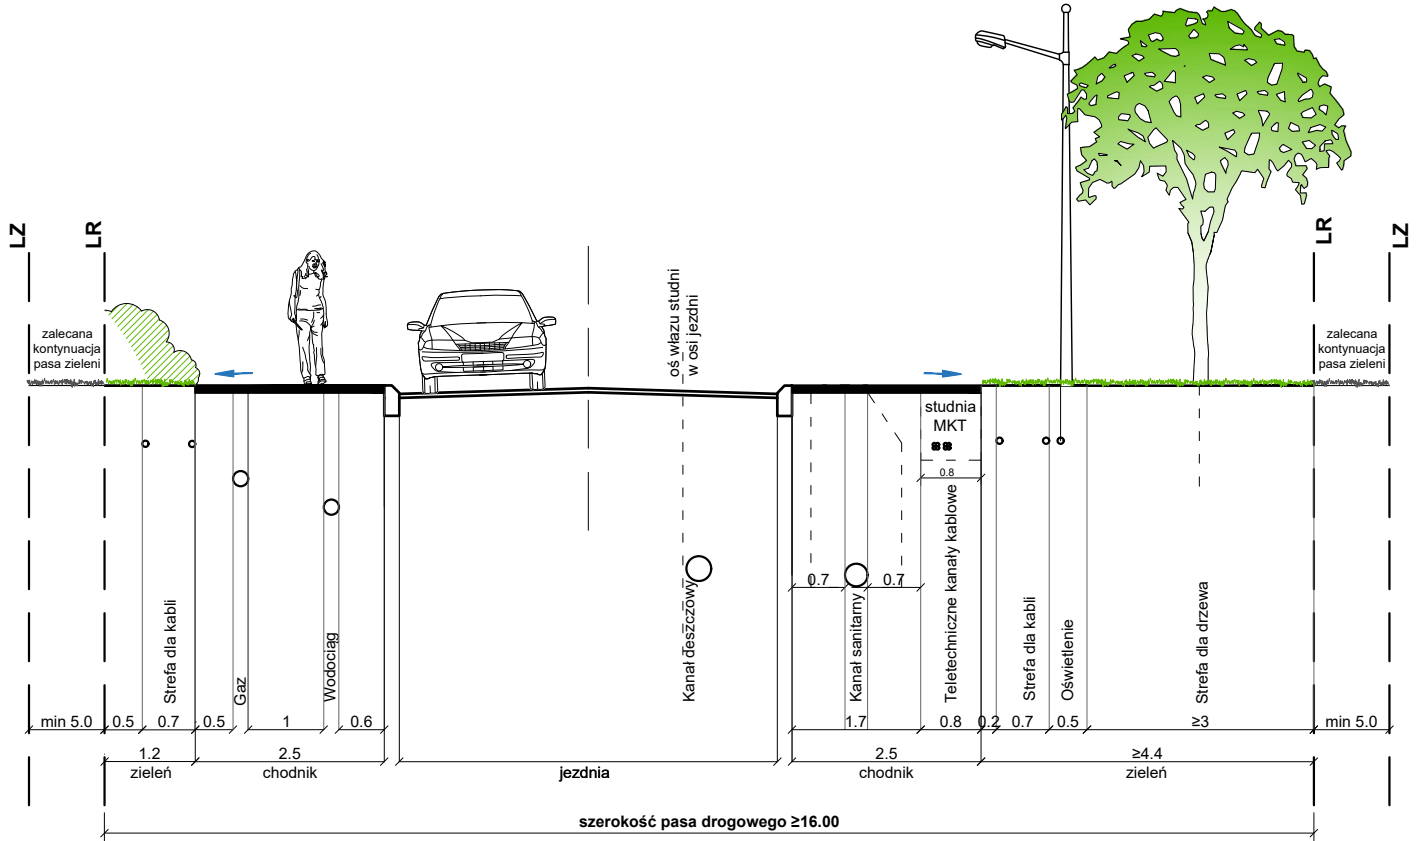 LZ
LR
LR
LZ
zalecana
kontynuacja
pasa zieleni
oś włazu studni
w osi jezdni
zalecana
kontynuacja
pasa zieleni
studnia
MKT
0.8
0.7
0.7
Strefa dla kabli
Gaz
Wodociąg
Kanał deszczowy
Kanał sanitarny
Teletechniczne kanały kablowe
Strefa dla kabli
Oświetlenie
Strefa dla drzewa
min 5.0
0.5
0.7
0.5
1
0.6
1.7
0.8
0.2
0.7
0.5
≥3
min 5.0
1.2
2.5
2.5
≥4.4
zieleń
chodnik
jezdnia
chodnik
zieleń
szerokość pasa drogowego ≥16.00